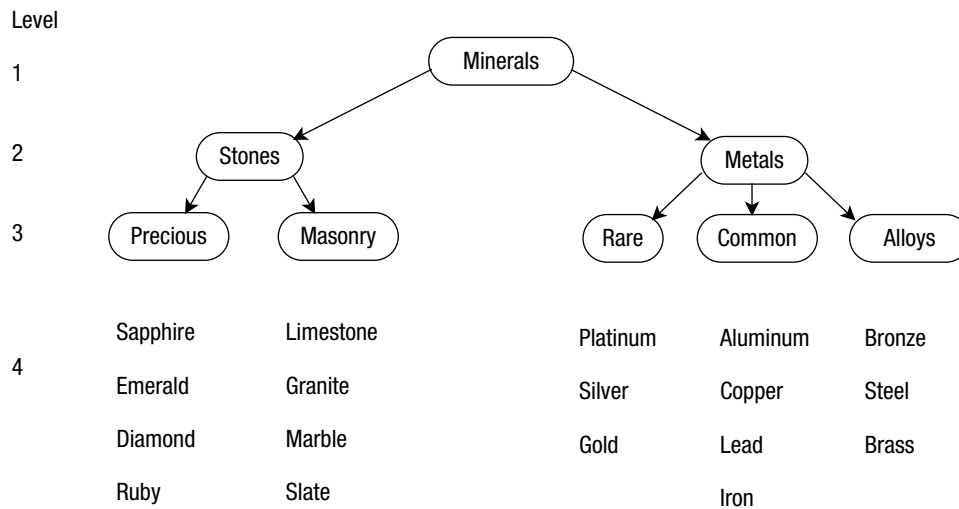 Level
1 Minerals
2 Stones Metals
3 Precious Masonry Rare Common Alloys
4
Sapphire Limestone Platinum Aluminum Bronze
Emerald Granite Silver Copper Steel
Diamond Marble Gold Lead Brass
Ruby Slate Iron